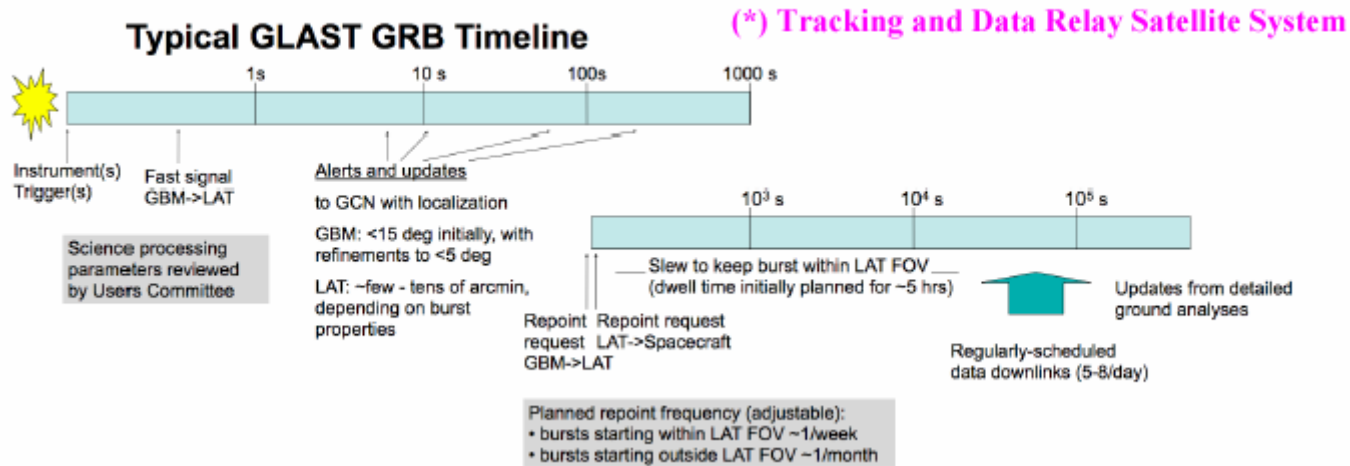 (*) Tracking and Data Relay Satellite System
Typical GLAST GRB Timeline
1s
10 s
100s
1000 s
Instrument(s)
Trigger(s)
Fast signal
GBM->LAT
Science processing
parameters reviewed
by Users Committee
Alerts and updates
to GCN with localization
GBM: <15 deg initially, with
refinements to <5 deg
LAT: ~few - tens of arcmin,
depending on burst
properties
10³ s
10⁴ s
10⁵ s
Slew to keep burst within LAT FOV
(dwell time initially planned for ~5 hrs)
Repoint
request
GBM->LAT
Repoint request
LAT->Spacecraft
Updates from detailed
ground analyses
Regularly-scheduled
data downlinks (5-8/day)
Planned repoint frequency (adjustable):
• bursts starting within LAT FOV ~1/week
• bursts starting outside LAT FOV ~1/month